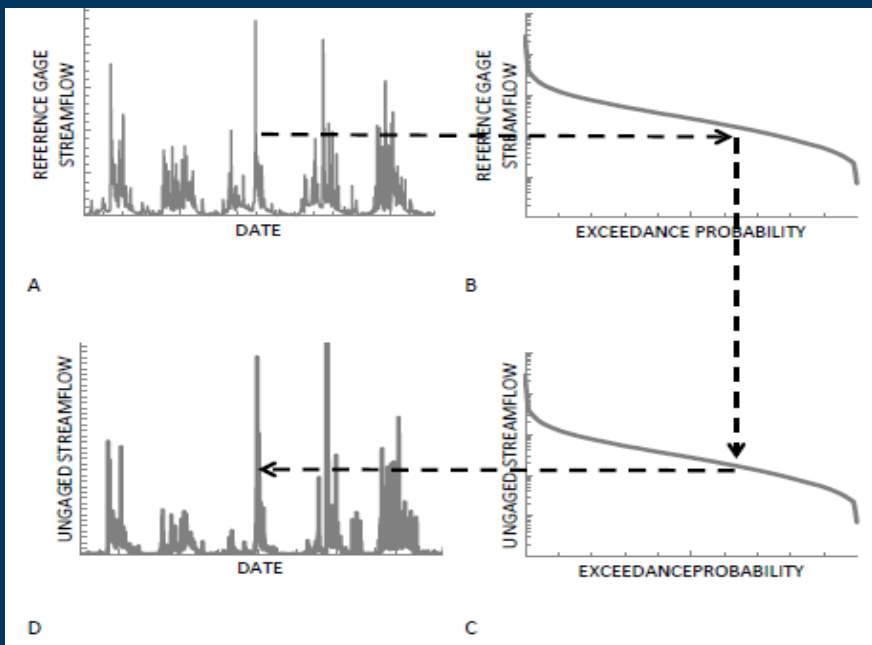 REFERENCE GAGE
STREAMFLOW
DATE
A
REFERENCE GAGE
STREAMFLOW
EXCEEDANCE PROBABILITY
B
UNGAGED STREAMFLOW
DATE
D
UNGAGED STREAMFLOW
EXCEEDANCEPROBABILITY
C